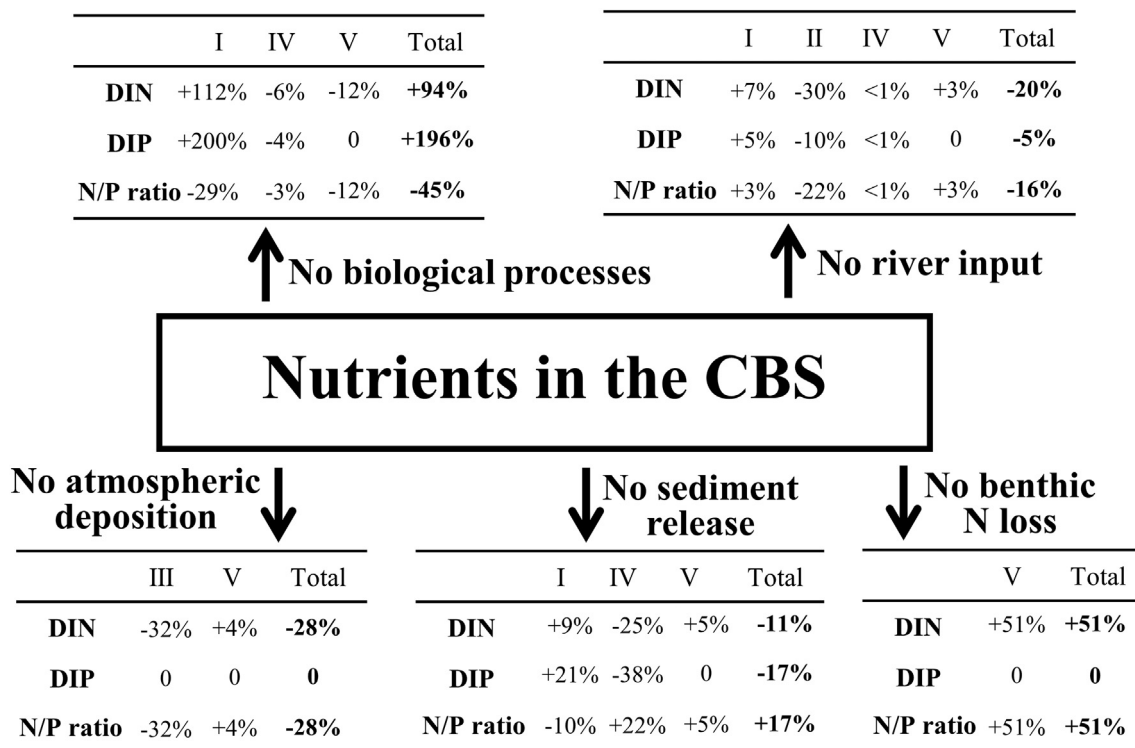 I IV V Total
DIN +112% -6% -12% +94%
DIP +200% -4% 0 +196%
N/P ratio -29% -3% -12% -45%
I II IV V Total
DIN +7% -30% <1% +3% -20%
DIP +5% -10% <1% 0 -5%
N/P ratio +3% -22% <1% +3% -16%
No biological processes
No river input
Nutrients in the CBS
No atmospheric
deposition
No sediment
release
No benthic
N loss
III V Total
DIN -32% +4% -28%
DIP 0 0 0
N/P ratio -32% +4% -28%
I IV V Total
DIN +9% -25% +5% -11%
DIP +21% -38% 0 -17%
N/P ratio -10% +22% +5% +17%
V Total
DIN +51% +51%
DIP 0 0
N/P ratio +51% +51%